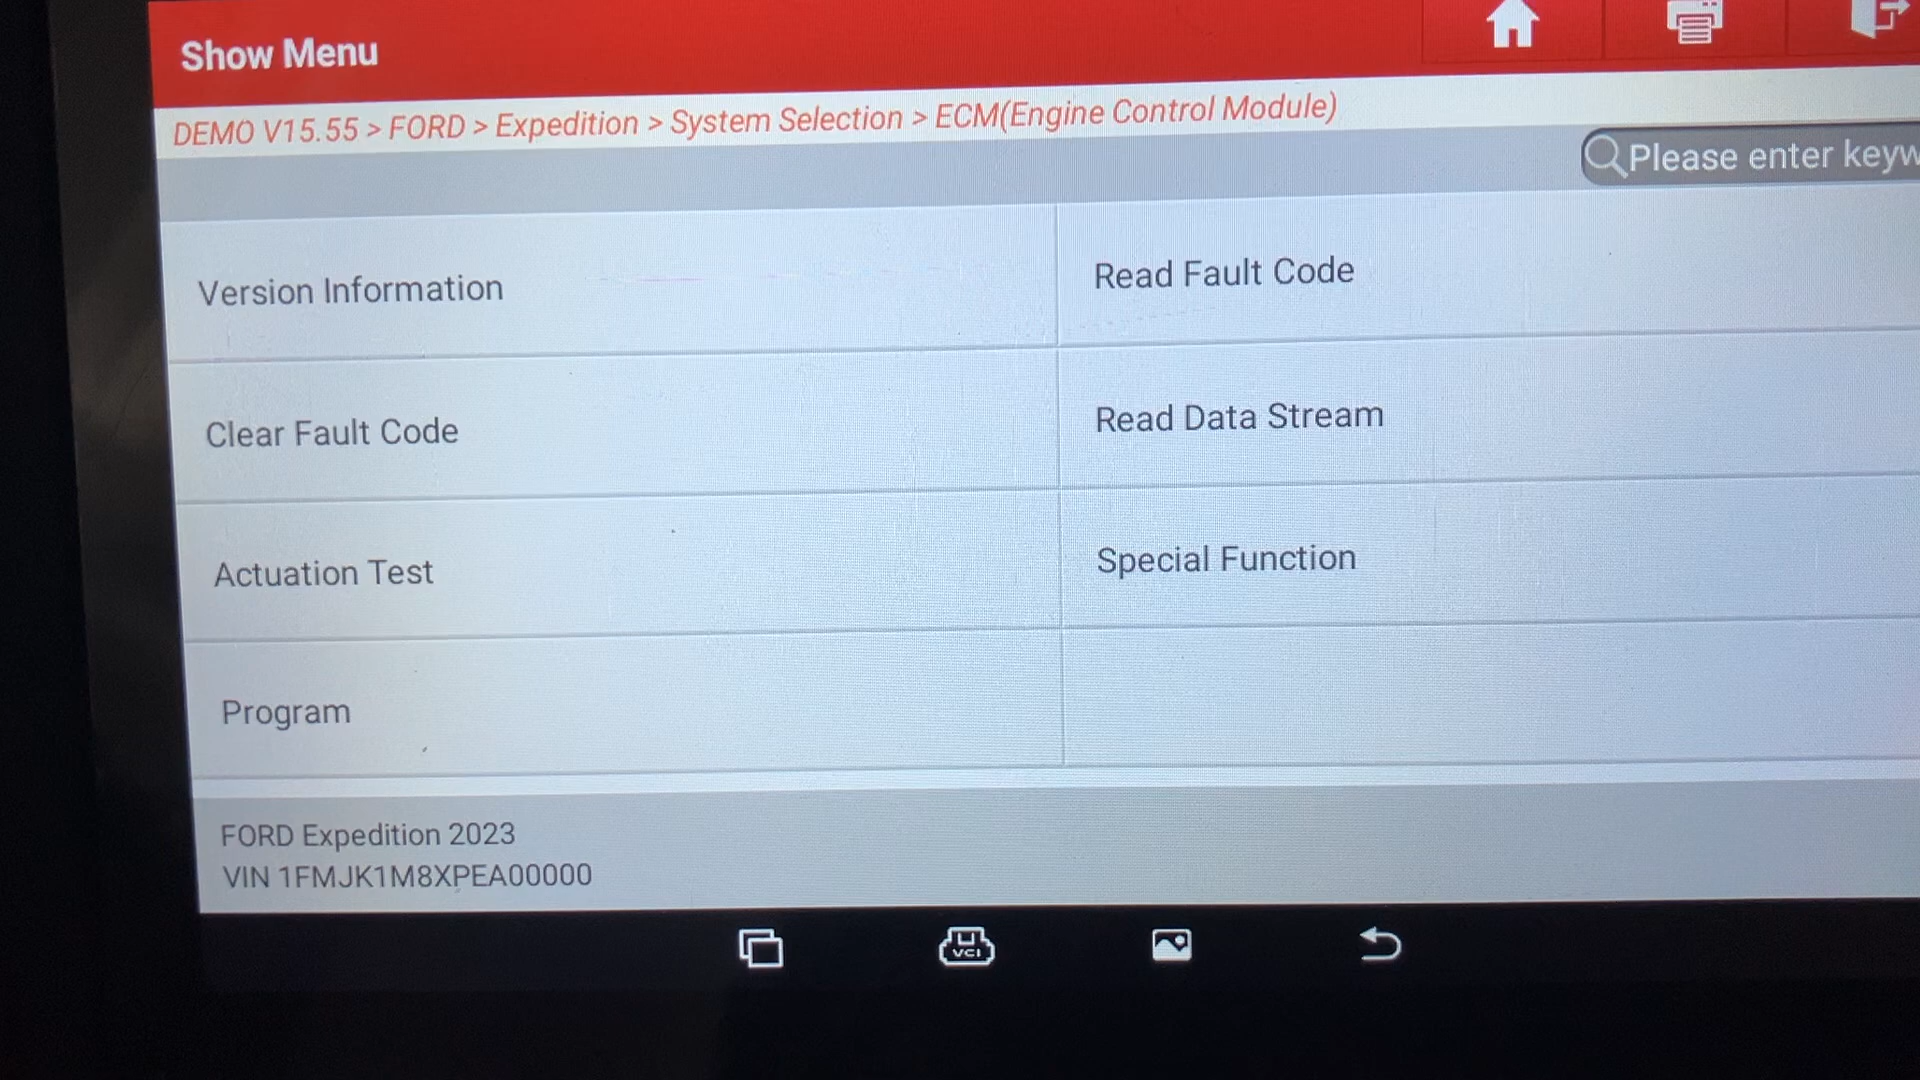 Show Menu
DEMO V15.55 > FORD > Expedition > System Selection > ECM(Engine Control Module)
Please enter keyw
Version Information
Read Fault Code
Clear Fault Code
Read Data Stream
Actuation Test
Special Function
Program
FORD Expedition 2023
VIN 1FMJK1M8XPEA00000
VCI